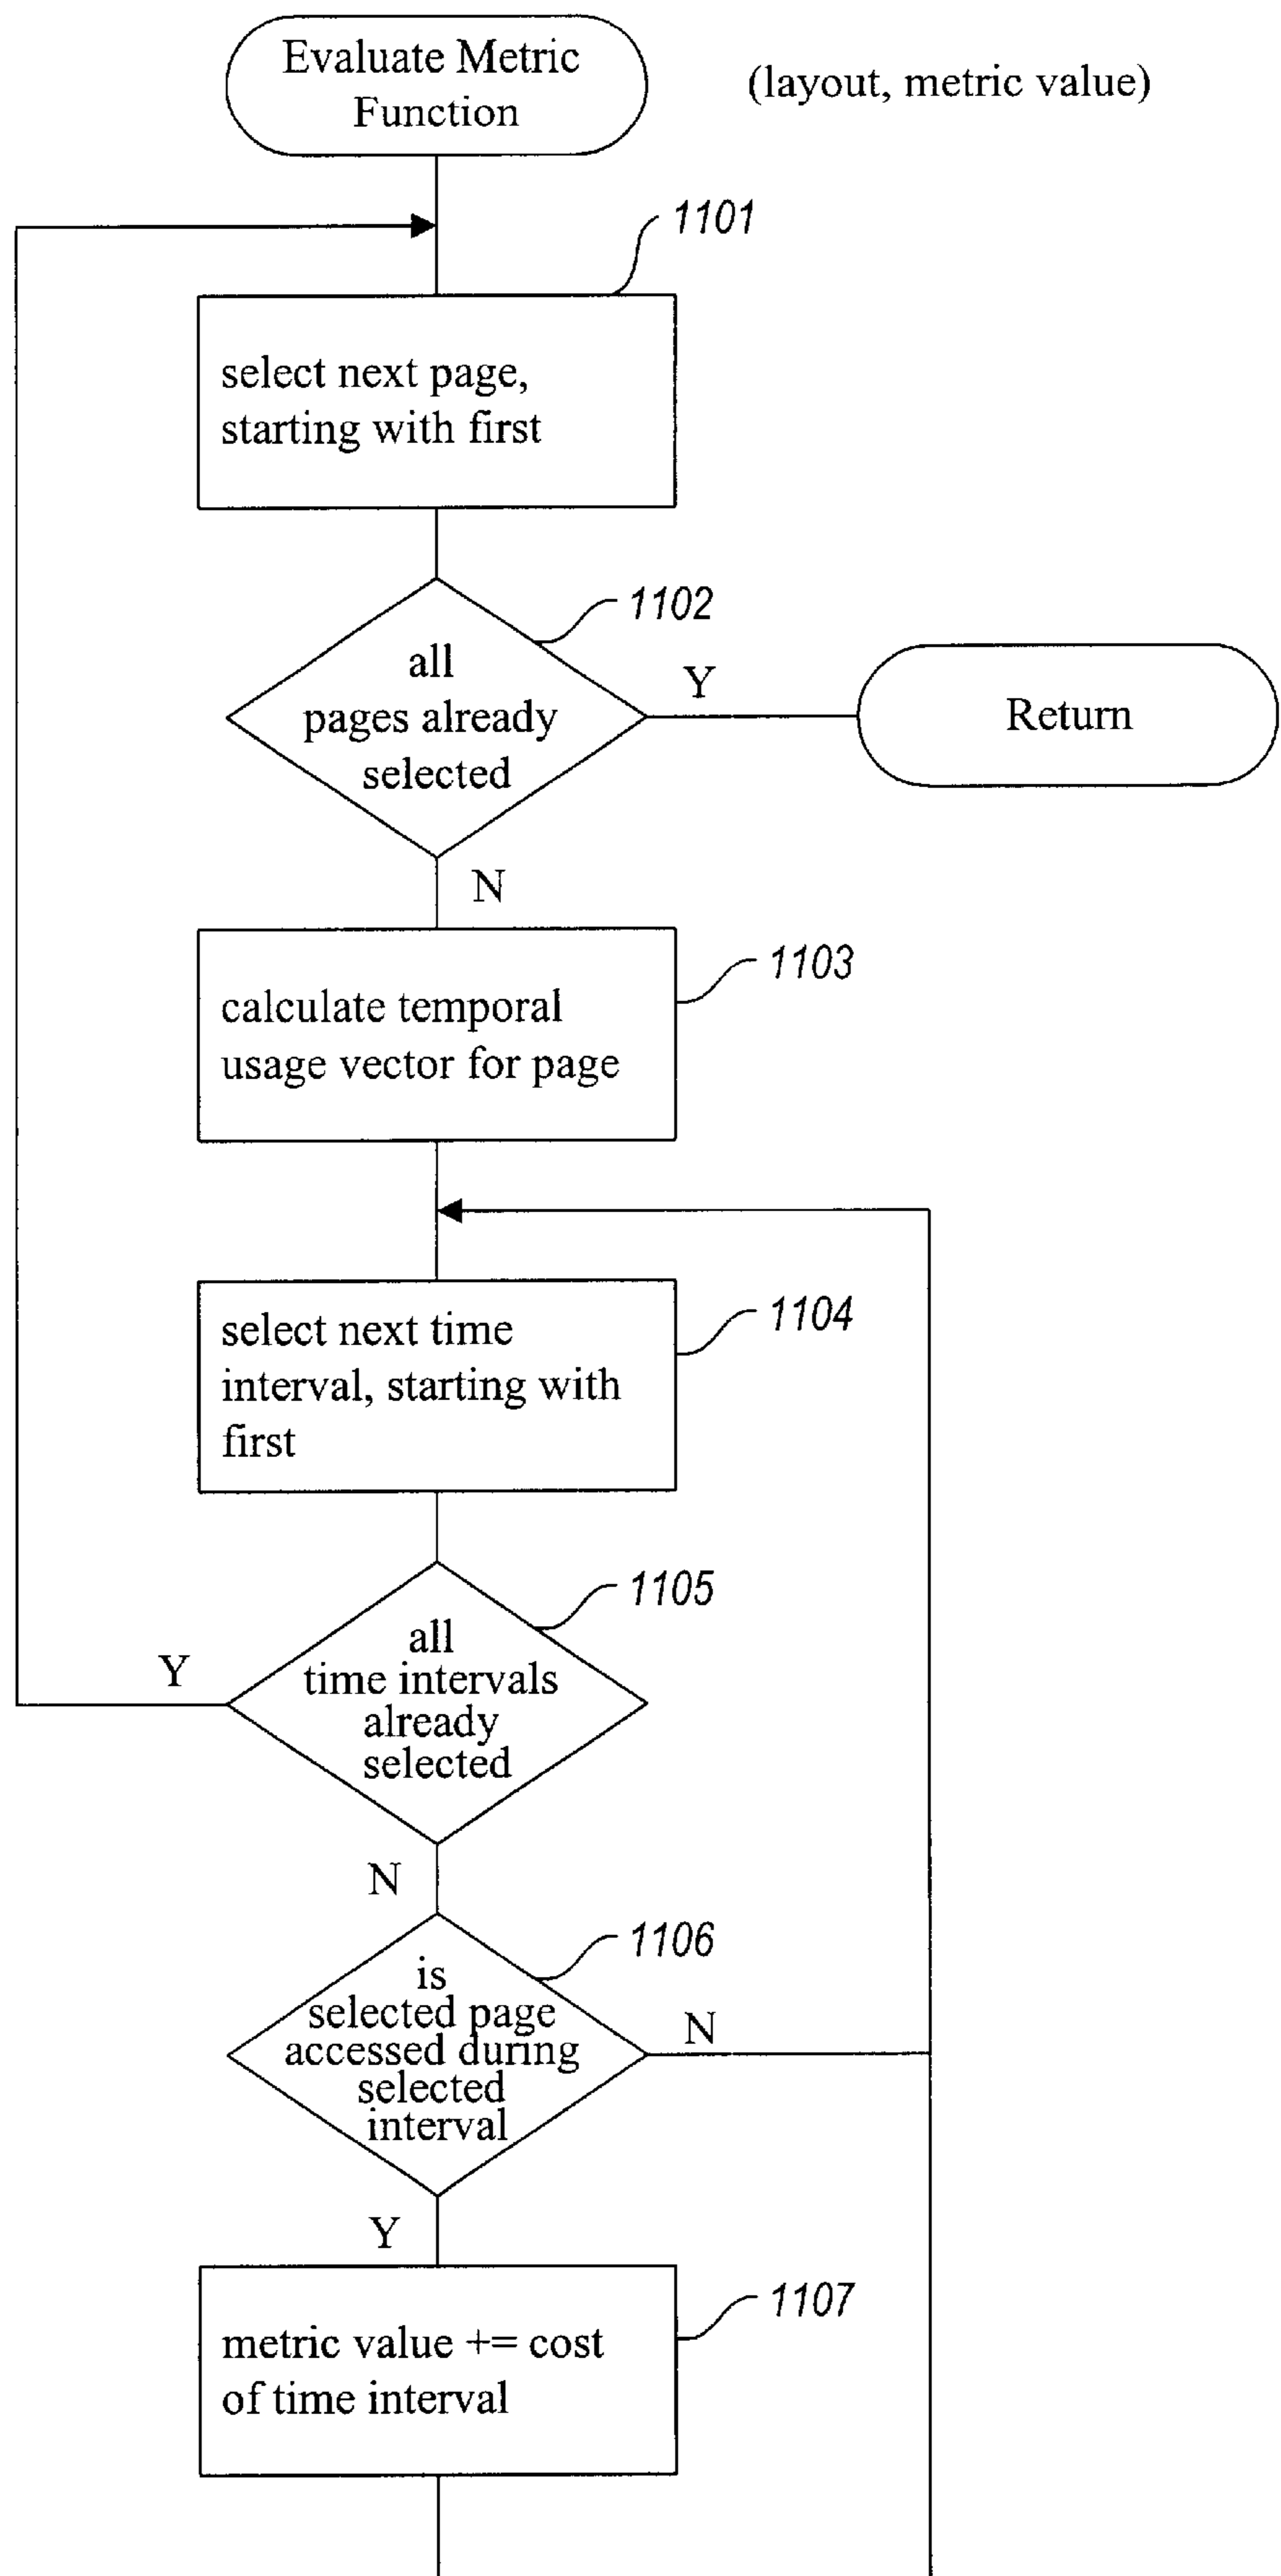 Evaluate Metric
Function
(layout, metric value)
1101
select next page,
starting with first
1102
all
pages already
selected
Y
Return
N
1103
calculate temporal
usage vector for page
1104
select next time
interval, starting with
first
1105
all
time intervals
already
selected
Y
N
1106
is
selected page
accessed during
selected
interval
N
Y
1107
metric value += cost
of time interval